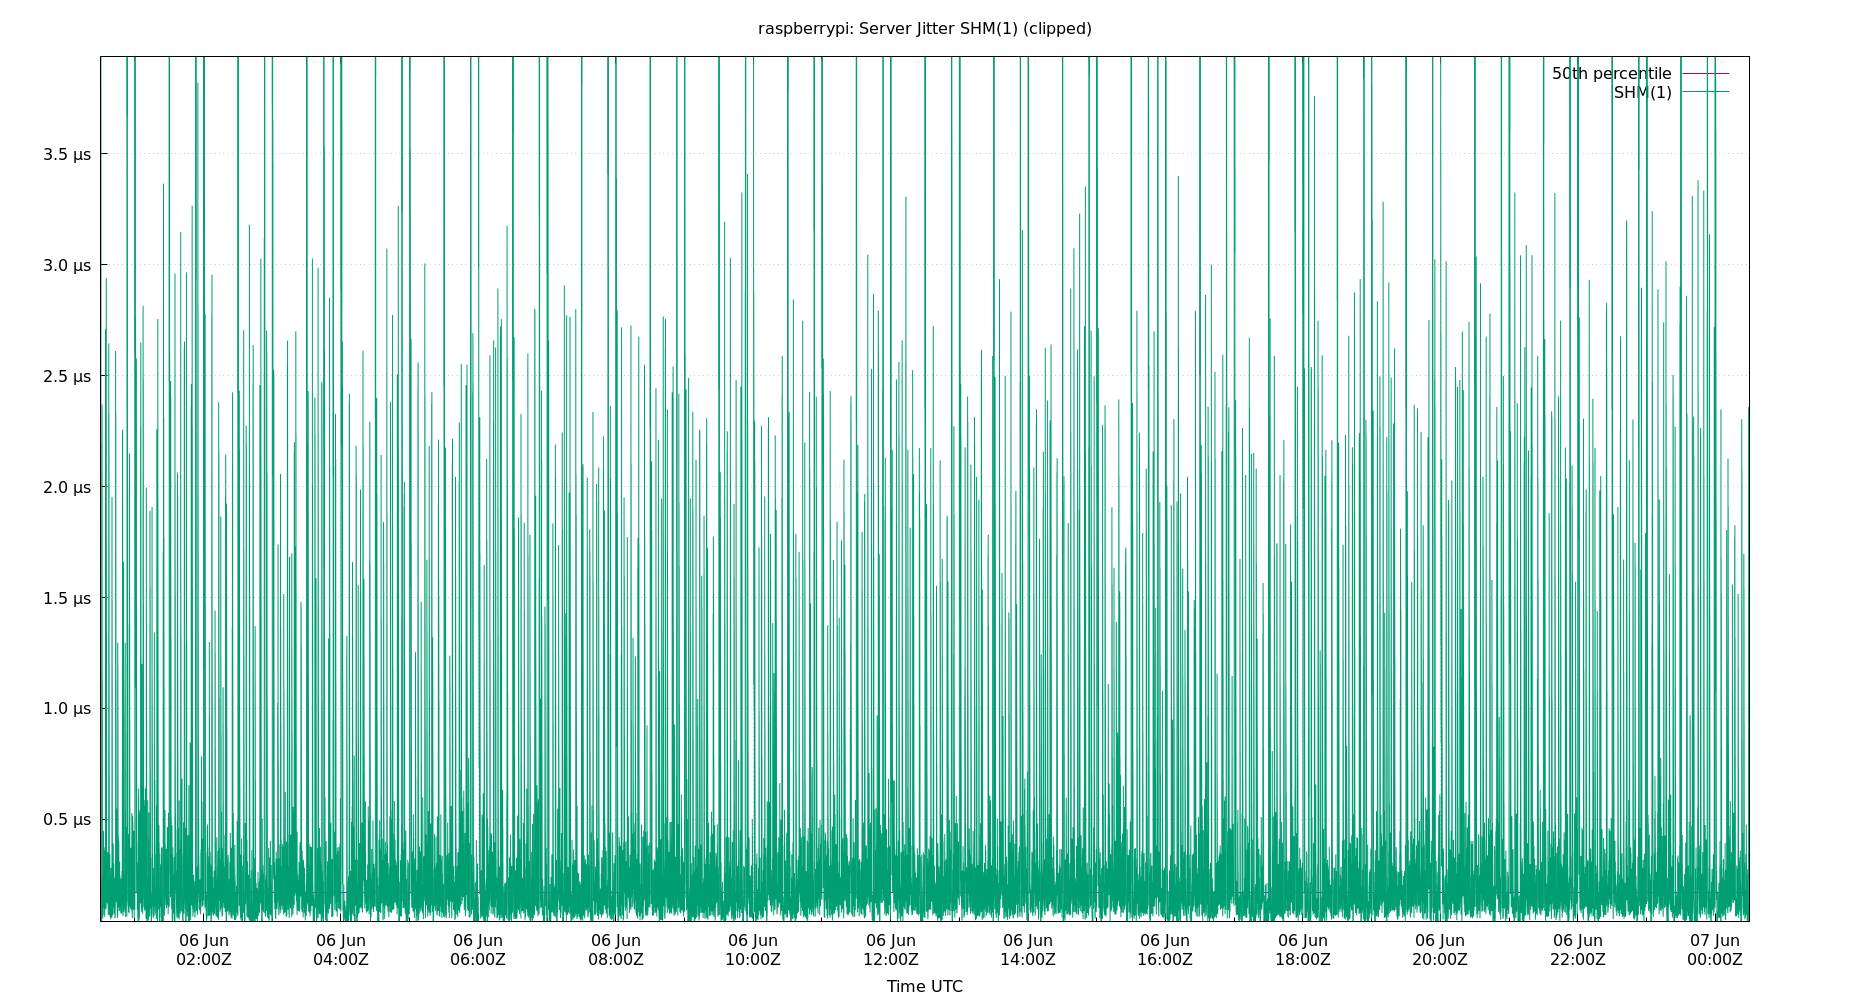 raspberrypi: Server Jitter SHM(1) (clipped)
50th percentile
SHM(1)
3.5 µs
3.0 µs
2.5 µs
2.0 µs
1.5 µs
1.0 µs
0.5 µs
06 Jun 06 Jun 06 Jun 06 Jun 06 Jun 06 Jun 06 Jun 06 Jun 06 Jun 06 Jun 06 Jun 07 Jun
02:00Z 04:00Z 06:00Z 08:00Z 10:00Z 12:00Z 14:00Z 16:00Z 18:00Z 20:00Z 22:00Z 00:00Z
Time UTC